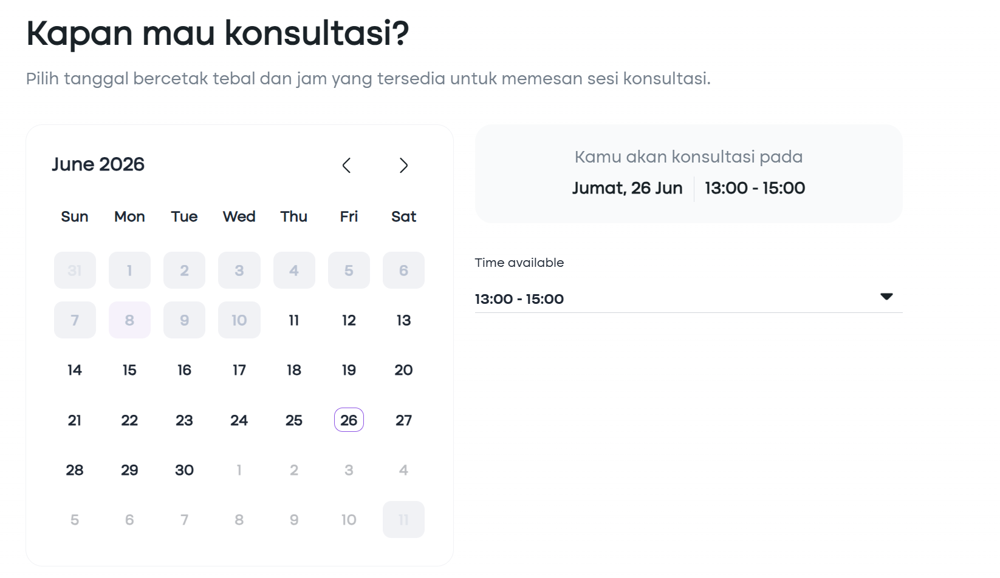 Kapan mau konsultasi?
Pilih tanggal bercetak tebal dan jam yang tersedia untuk memesan sesi konsultasi.
June 2026
Sun Mon Tue Wed Thu Fri Sat
31 1 2 3 4 5 6
7 8 9 10 11 12 13
14 15 16 17 18 19 20
21 22 23 24 25 26 27
28 29 30 1 2 3 4
5 6 7 8 9 10 11
Kamu akan konsultasi pada
Jumat, 26 Jun 13:00 - 15:00
Time available
13:00 - 15:00